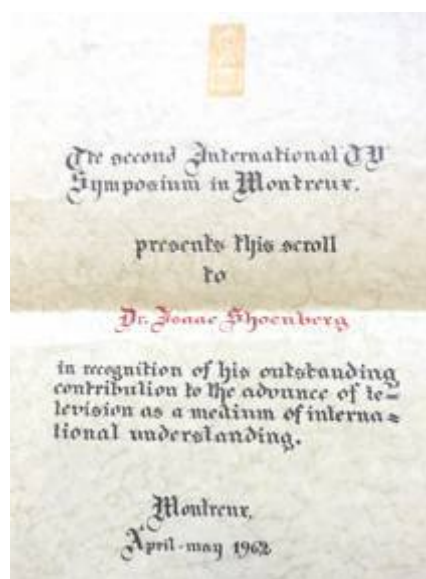 The second International TV
Symposium in Montreux,
presents this scroll
to
Dr. Isaac Shoenberg
in recognition of his outstanding
contribution to the advance of te=
levision as a medium of interna=
tional understanding.
Montreux,
April-may 1962